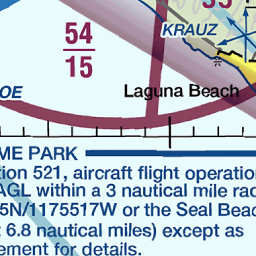 KRAUZ
54
15
Laguna Beach
ME PARK
tion 521, aircraft flight operation
AGL within a 3 nautical mile rad
5N/1175517W or the Seal Beac
6.8 nautical miles) except as
ement for details.